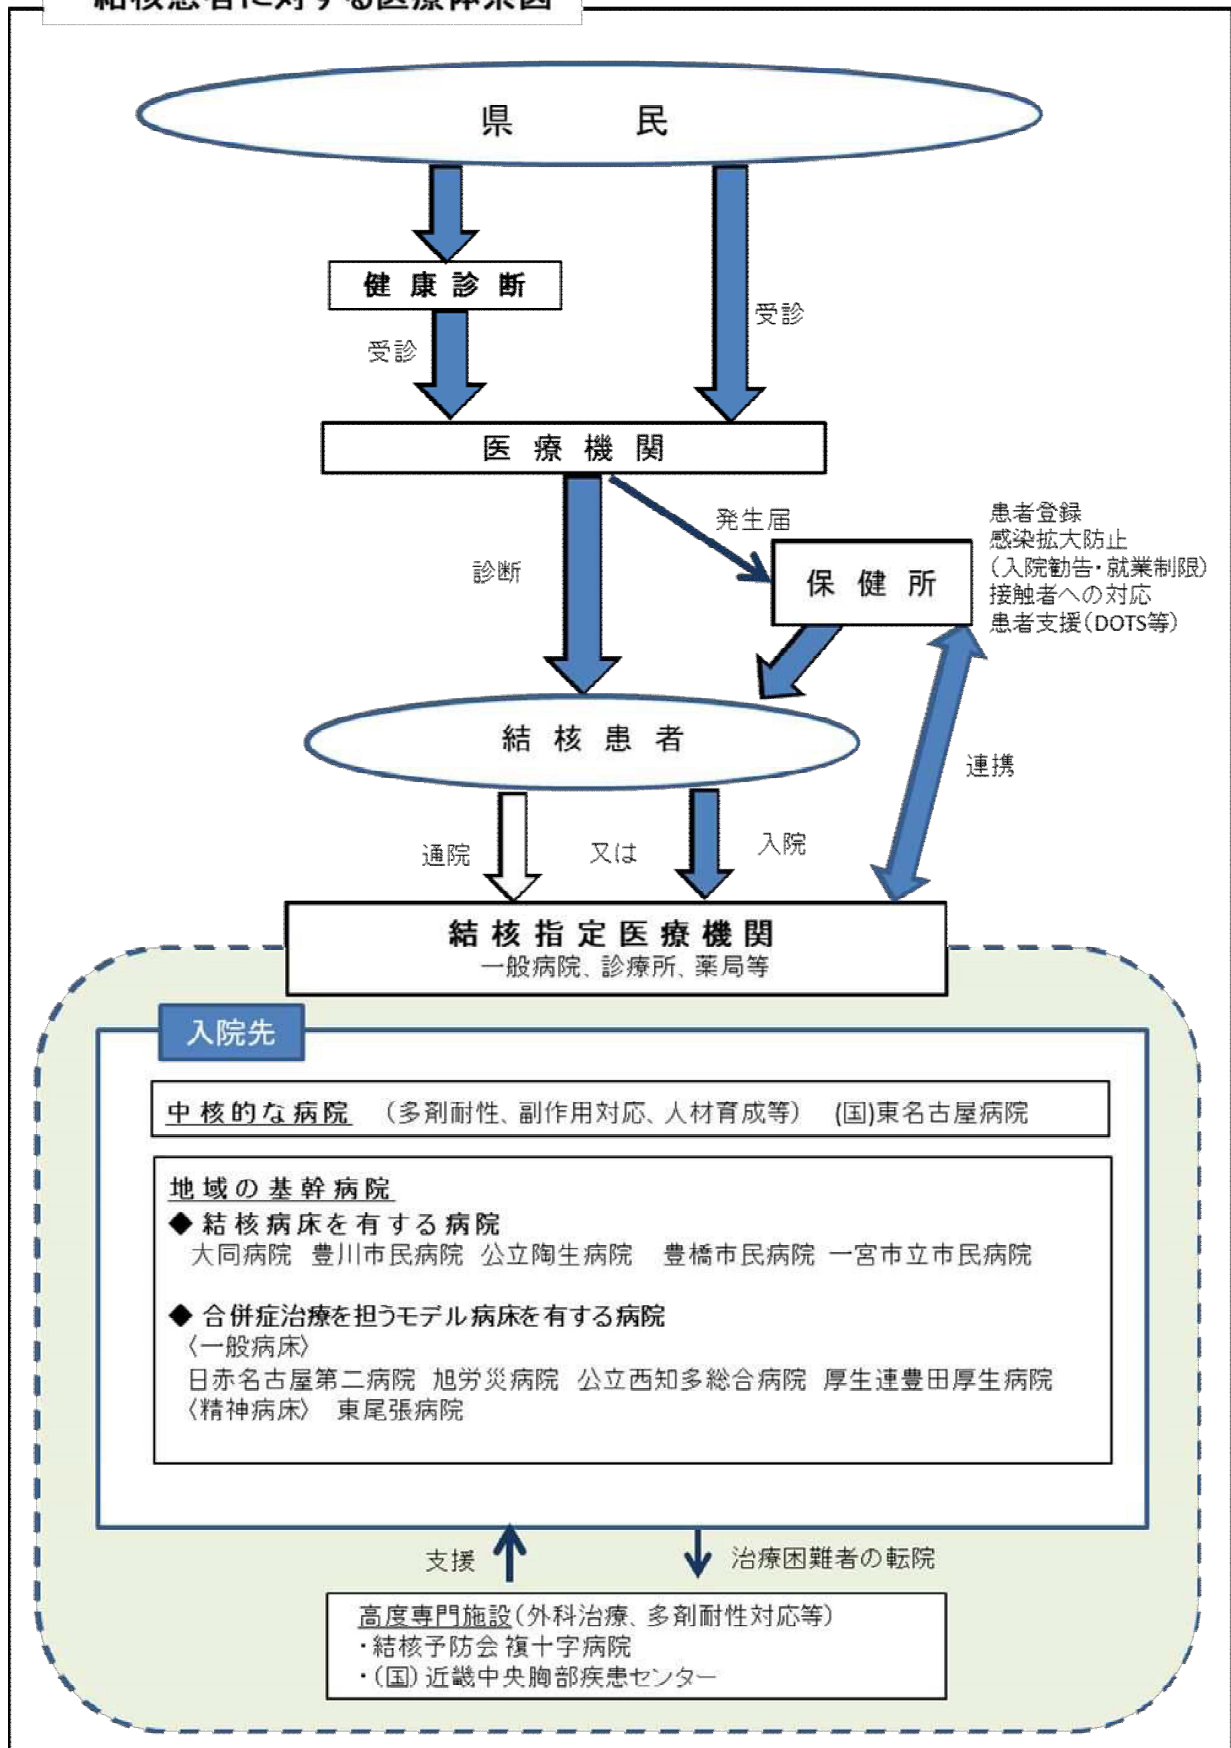 結核患者に対する医療体系図
県　　　民
健 康 診 断
受診
受診
医 療 機 関
発生届
診断
保 健 所
患者登録
感染拡大防止
(入院勧告・就業制限)
接触者への対応
患者支援(DOTS等)
結 核 患 者
連携
通院
又は
入院
結 核 指 定 医 療 機 関
一般病院、診療所、薬局等
入院先
中核的な病院　(多剤耐性、副作用対応、人材育成等)　(国)東名古屋病院
地域の基幹病院
◆ 結核病床を有する病院
大同病院　豊川市民病院　公立陶生病院　豊橋市民病院　一宮市立市民病院
◆ 合併症治療を担うモデル病床を有する病院
〈一般病床〉
日赤名古屋第二病院　旭労災病院　公立西知多総合病院　厚生連豊田厚生病院
〈精神病床〉　東尾張病院
支援
治療困難者の転院
高度専門施設(外科治療、多剤耐性対応等)
・結核予防会 複十字病院
・(国) 近畿中央胸部疾患センター